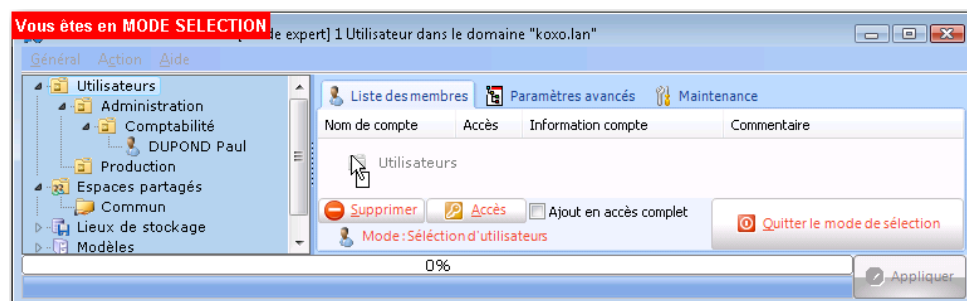 Vous êtes en MODE SELECTION
de expert] 1 Utilisateur dans le domaine "koxo.lan"
Général Action Aide
Utilisateurs
Administration
Comptabilité
DUPOND Paul
Production
Espaces partagés
Commun
Lieux de stockage
Modèles
Liste des membres Paramètres avancés Maintenance
Nom de compte Accès Information compte Commentaire
Utilisateurs
Supprimer Accès Ajout en accès complet
Mode : Séléction d'utilisateurs
Quitter le mode de sélection
0%
Appliquer